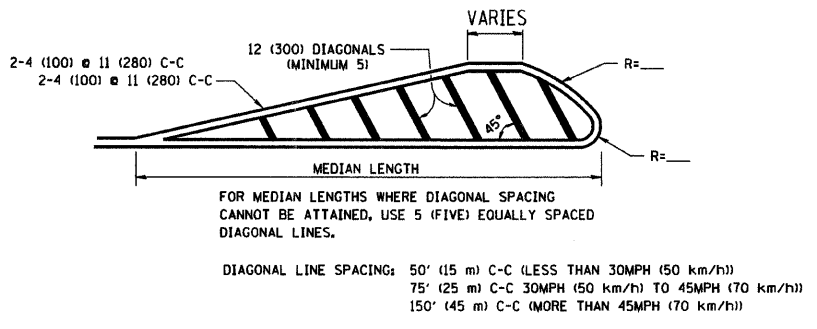 VARIES
12 (300) DIAGONALS
(MINIMUM 5)
2-4 (100) @ 11 (280) C-C
2-4 (100) @ 11 (280) C-C
R=___
45°
R=___
MEDIAN LENGTH
FOR MEDIAN LENGTHS WHERE DIAGONAL SPACING
CANNOT BE ATTAINED, USE 5 (FIVE) EQUALLY SPACED
DIAGONAL LINES.
DIAGONAL LINE SPACING: 50' (15 m) C-C (LESS THAN 30MPH (50 km/h))
75' (25 m) C-C 30MPH (50 km/h) TO 45MPH (70 km/h))
150' (45 m) C-C (MORE THAN 45MPH (70 km/h))